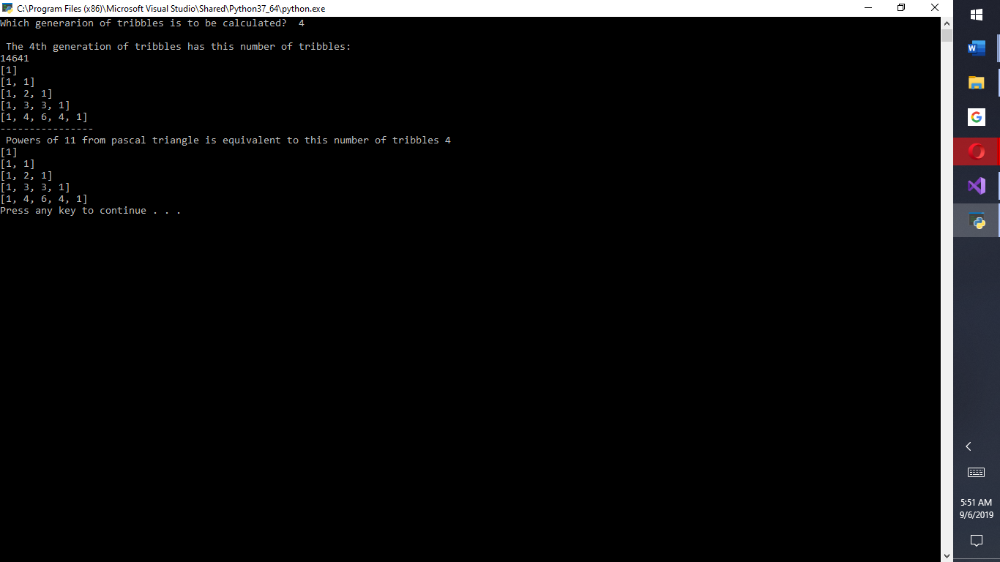 C:\Program Files (x86)\Microsoft Visual Studio\Shared\Python37_64\python.exe
Which generarion of tribbles is to be calculated?  4
The 4th generation of tribbles has this number of tribbles:
14641
[1]
[1, 1]
[1, 2, 1]
[1, 3, 3, 1]
[1, 4, 6, 4, 1]
----------------
Powers of 11 from pascal triangle is equivalent to this number of tribbles 4
[1]
[1, 1]
[1, 2, 1]
[1, 3, 3, 1]
[1, 4, 6, 4, 1]
Press any key to continue . . .
W
G
5:51 AM
9/6/2019